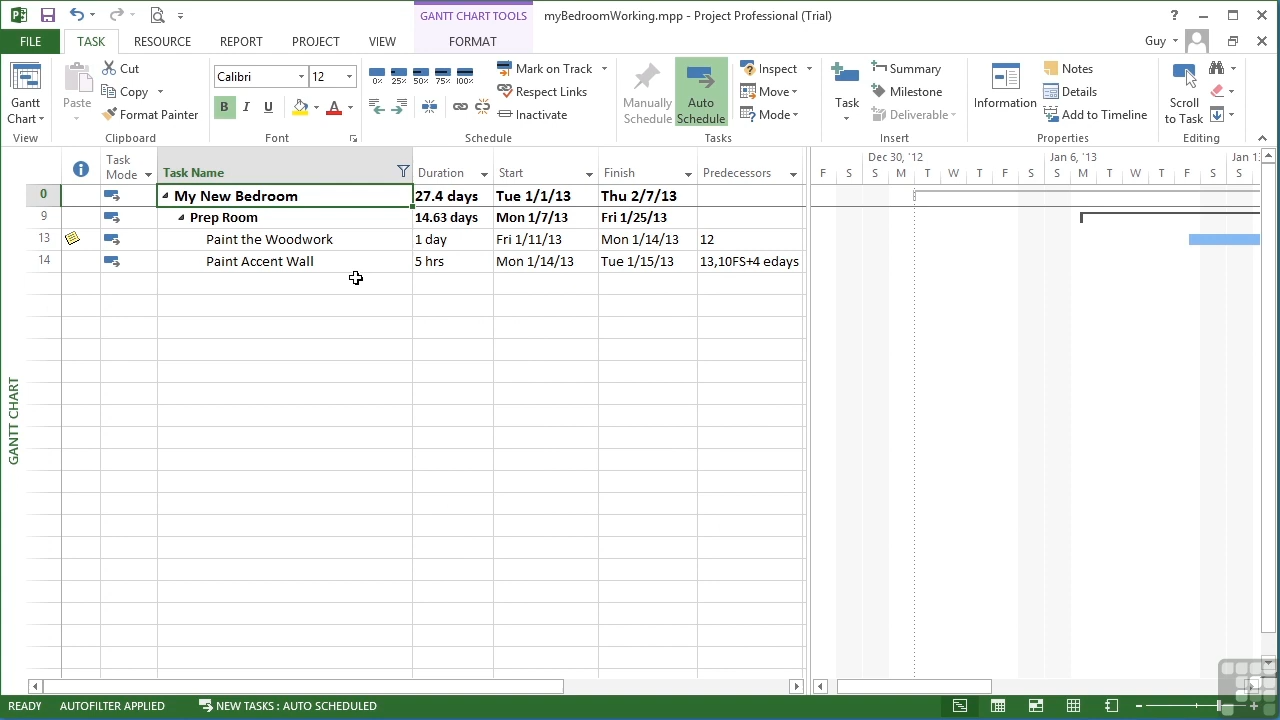 GANTT CHART TOOLS
myBedroomWorking.mpp - Project Professional (Trial)
?
FILE TASK RESOURCE REPORT PROJECT VIEW FORMAT Guy
Gantt Chart
View
Paste
Cut
Copy
Format Painter
Clipboard
Calibri 12
B I U A
Font
0% 25% 50% 75% 100%
Mark on Track
Respect Links
Inactivate
Schedule
Manually Schedule
Auto Schedule
Inspect
Move
Mode
Tasks
Task
Summary
Milestone
Deliverable
Insert
Information
Notes
Details
Add to Timeline
Properties
Scroll to Task
Editing
Task Mode Task Name Duration Start Finish Predecessors
Dec 30, '12 Jan 6, '13 Jan 1
F S S M T W T F S S M T W T F S S
0 My New Bedroom 27.4 days Tue 1/1/13 Thu 2/7/13
9 Prep Room 14.63 days Mon 1/7/13 Fri 1/25/13
13 Paint the Woodwork 1 day Fri 1/11/13 Mon 1/14/13 12
14 Paint Accent Wall 5 hrs Mon 1/14/13 Tue 1/15/13 13,10FS+4 edays
GANTT CHART
READY AUTOFILTER APPLIED NEW TASKS : AUTO SCHEDULED